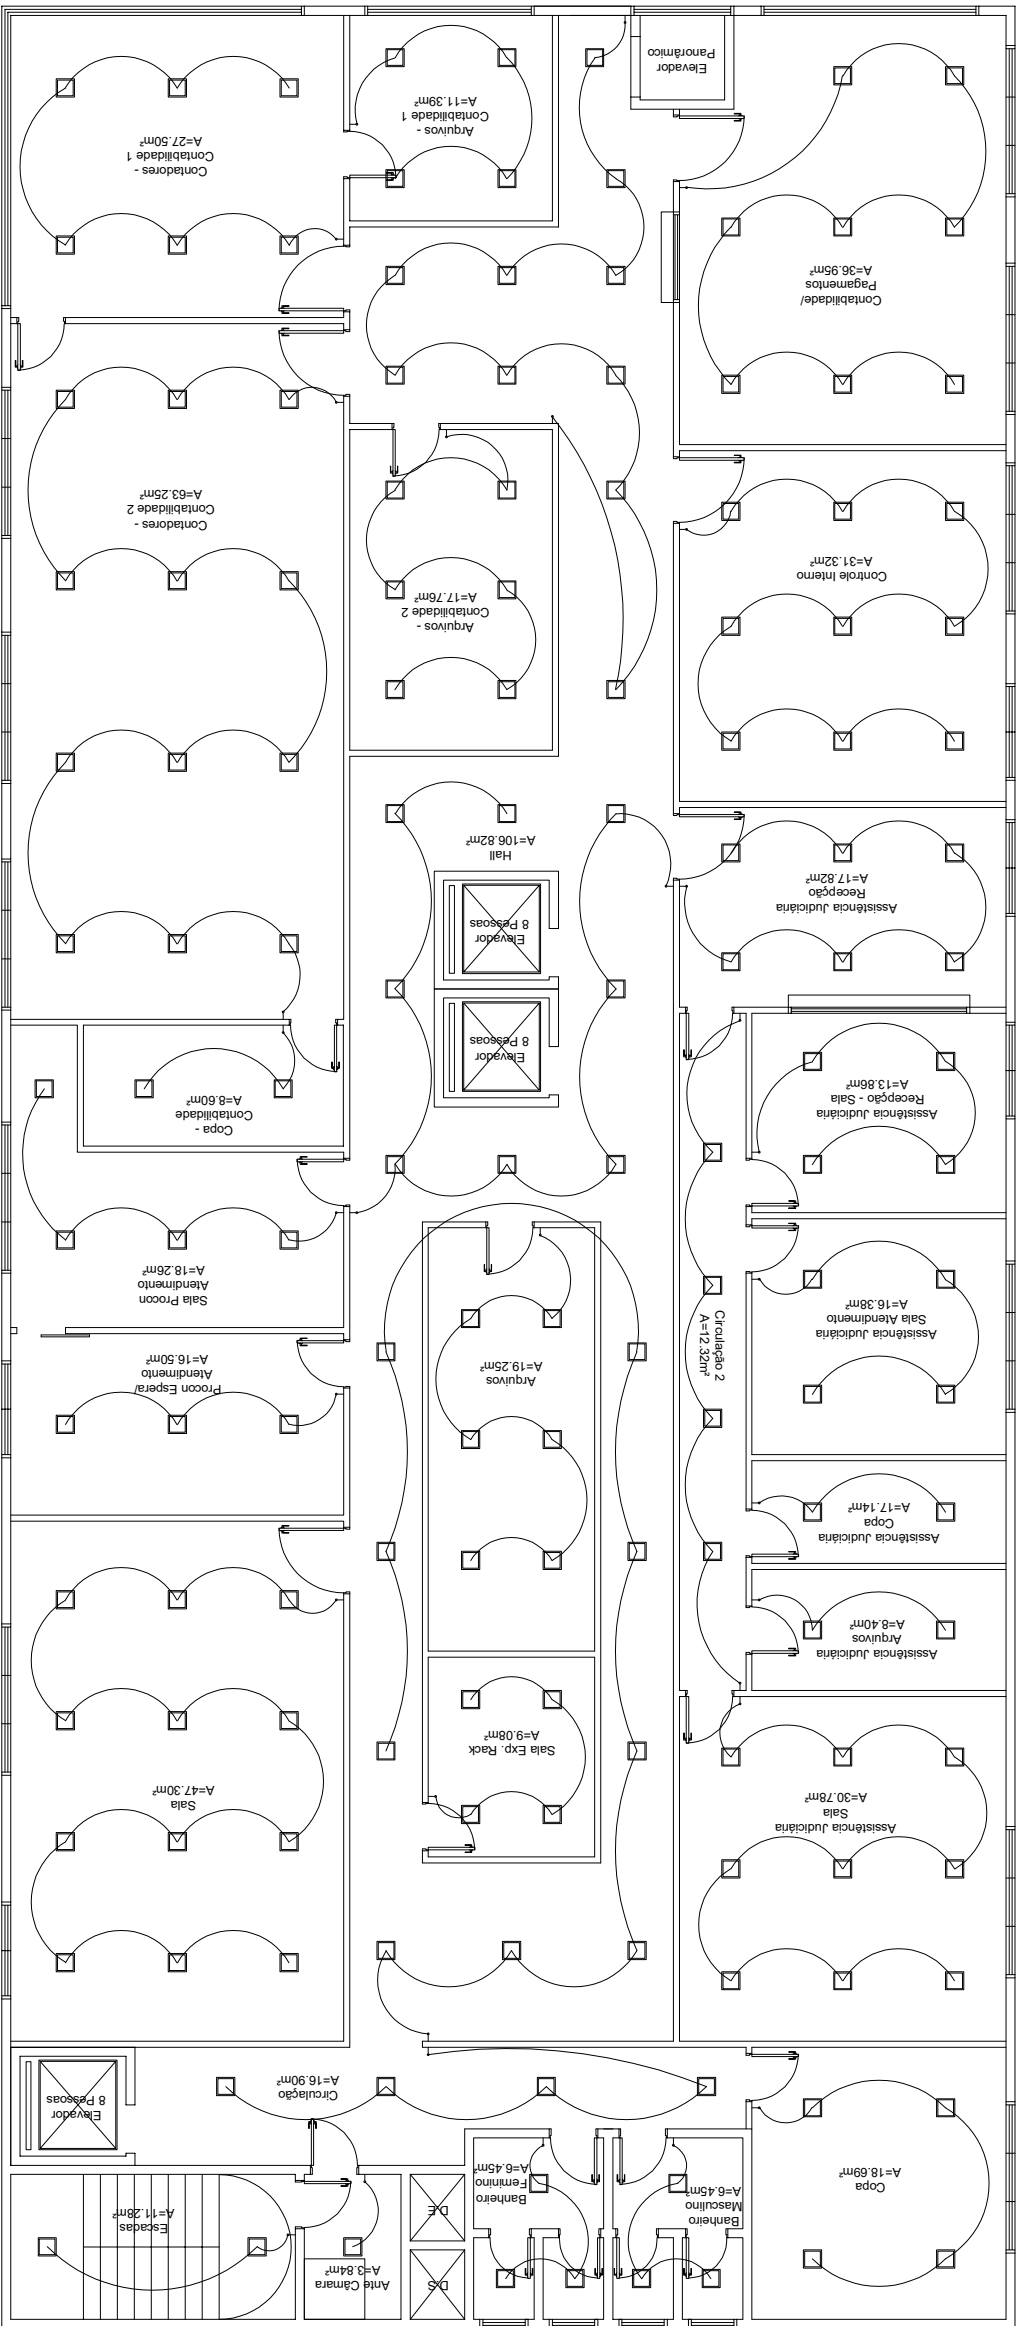 Elevador
Panorâmico
Arquivos -
Contabilidade 1
A=11.39m²
Contadores -
Contabilidade 1
A=27.50m²
Contabilidade/
Pagamentos
A=36.95m²
Contadores -
Contabilidade 2
A=63.25m²
Controle Interno
A=31.32m²
Arquivos -
Contabilidade 2
A=17.76m²
Hall
A=106.82m²
Assistência Judiciária
Recepção
A=17.82m²
Elevador
8 Pessoas
Elevador
8 Pessoas
Copa -
Contabilidade
A=8.60m²
Assistência Judiciária
Recepção - Sala
A=13.86m²
Sala Procon
Atendimento
A=18.26m²
Assistência Judiciária
Sala Atendimento
A=16.38m²
Circulação 2
A=12.32m²
Procon Espera/
Atendimento
A=16.50m²
Arquivos
A=19.25m²
Assistência Judiciária
Copa
A=17.14m²
Assistência Judiciária
Arquivos
A=8.40m²
Sala Exp. Rack
A=9.08m²
Sala
A=47.30m²
Assistência Judiciária
Sala
A=30.78m²
Circulação
A=16.90m²
Elevador
8 Pessoas
Copa
A=18.69m²
Banheiro
Feminino
A=6.45m²
Banheiro
Masculino
A=6.45m²
Escadas
A=11.28m²
D.E
Ante Câmara
A=3.84m²
D.S